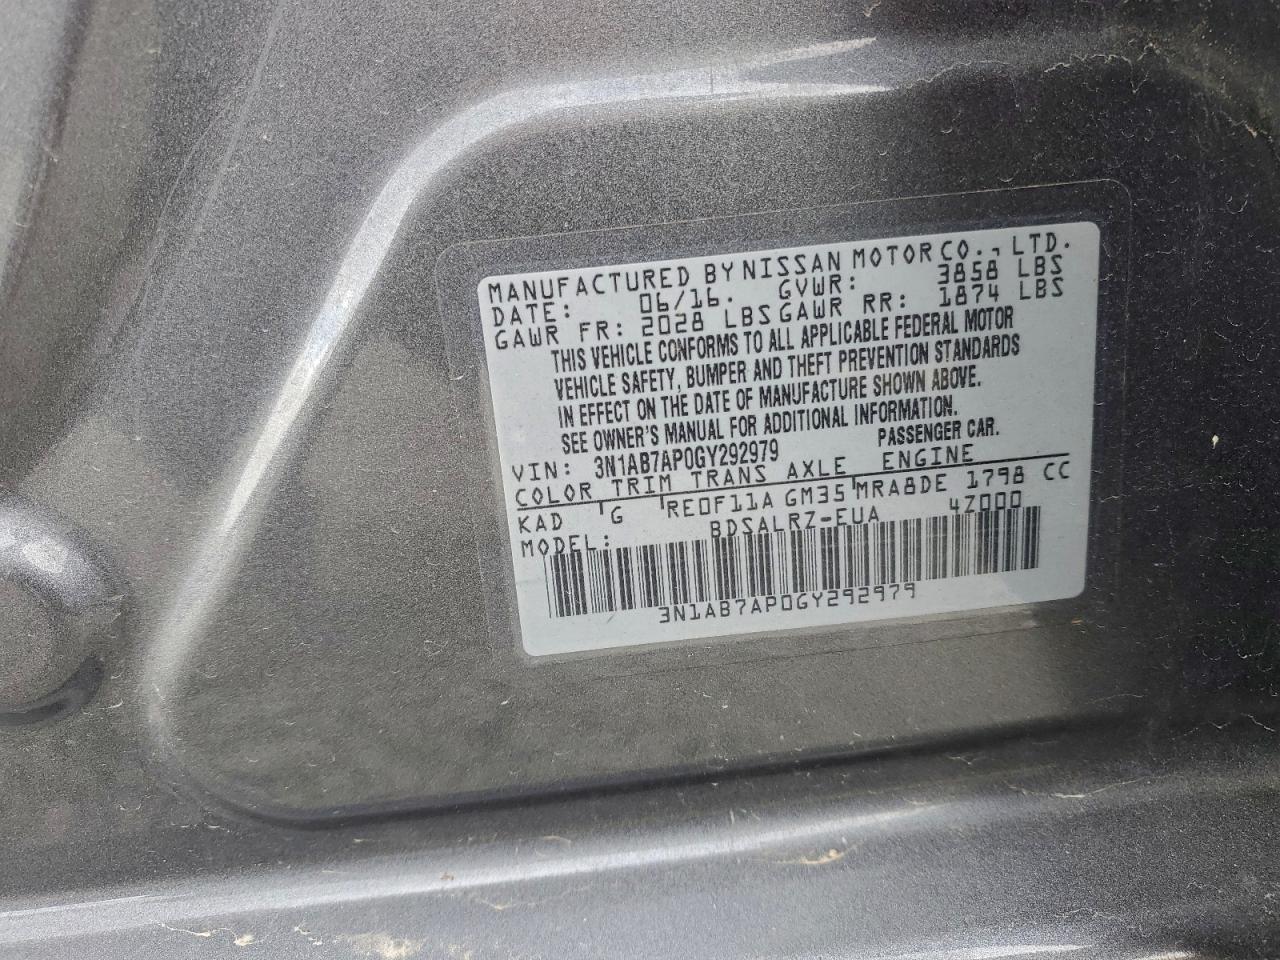 MANUFACTURED BY NISSAN MOTOR CO., LTD.
DATE: 06/16. GVWR: 3858 LBS
GAWR FR: 2028 LBS GAWR RR: 1874 LBS
THIS VEHICLE CONFORMS TO ALL APPLICABLE FEDERAL MOTOR
VEHICLE SAFETY, BUMPER AND THEFT PREVENTION STANDARDS
IN EFFECT ON THE DATE OF MANUFACTURE SHOWN ABOVE.
SEE OWNER'S MANUAL FOR ADDITIONAL INFORMATION.
VIN: 3N1AB7AP0GY292979 PASSENGER CAR.
COLOR TRIM TRANS AXLE ENGINE
KAD G RE0F11A GM35 MRA8DE 1798 CC
MODEL: BDSALRZ-EUA 4Z000
3N1AB7AP0GY292979